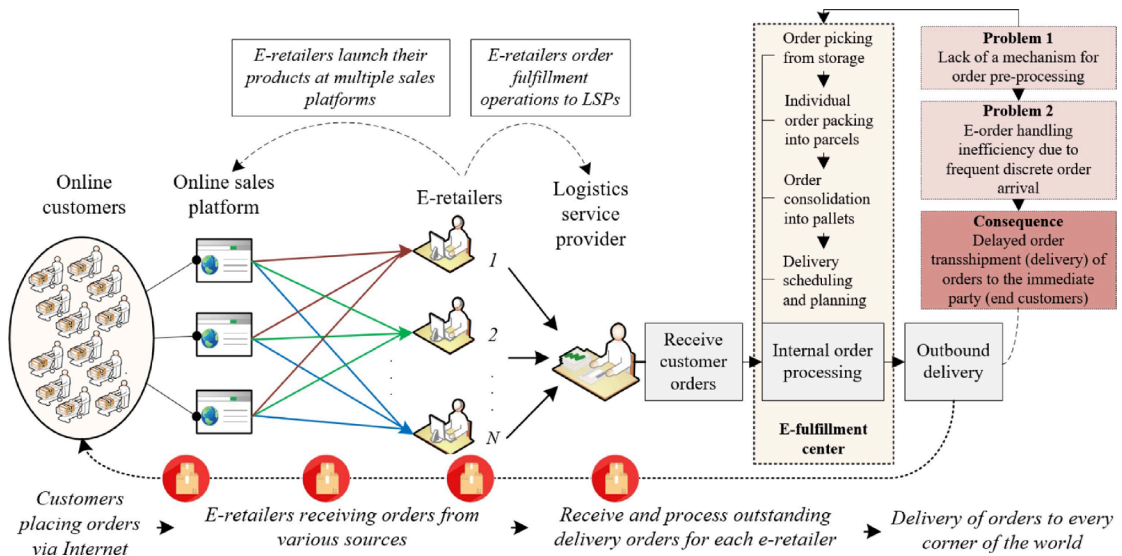 E-retailers launch their
products at multiple sales
platforms
E-retailers order
fulfillment
operations to LSPs
Online
customers
Online sales
platform
E-retailers
Logistics
service
provider
1
2
N
Order picking
from storage
Individual
order packing
into parcels
Order
consolidation
into pallets
Delivery
scheduling
and planning
Problem 1
Lack of a mechanism for
order pre-processing
Problem 2
E-order handling
inefficiency due to
frequent discrete order
arrival
Consequence
Delayed order
transshipment (delivery) of
orders to the immediate
party (end customers)
Receive
customer
orders
Internal order
processing
Outbound
delivery
E-fulfillment
center
Customers
placing orders
via Internet
E-retailers receiving orders from
various sources
Receive and process outstanding
delivery orders for each e-retailer
Delivery of orders to every
corner of the world